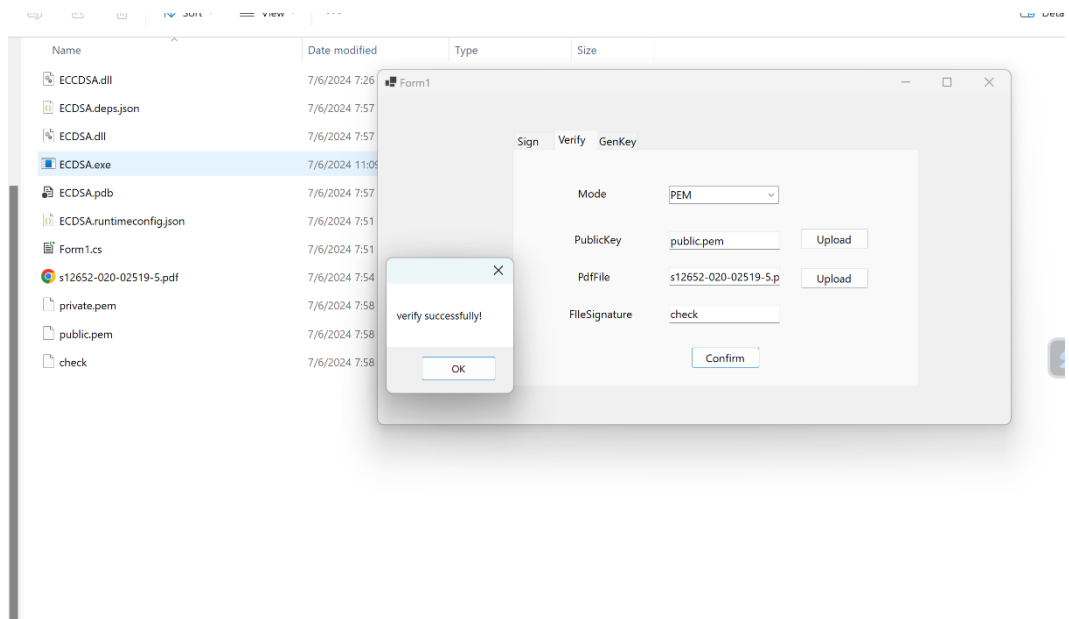 Sort View ...
Name Date modified Type Size
ECCDSA.dll 7/6/2024 7:26
ECDSA.deps.json 7/6/2024 7:57
ECDSA.dll 7/6/2024 7:57
ECDSA.exe 7/6/2024 11:09
ECDSA.pdb 7/6/2024 7:57
ECDSA.runtimeconfig.json 7/6/2024 7:51
Form1.cs 7/6/2024 7:51
s12652-020-02519-5.pdf 7/6/2024 7:54
private.pem 7/6/2024 7:58
public.pem 7/6/2024 7:58
check 7/6/2024 7:58
Form1
Sign Verify GenKey
Mode PEM
PublicKey public.pem Upload
PdfFile s12652-020-02519-5.p Upload
FIleSignature check
Confirm
verify successfully!
OK